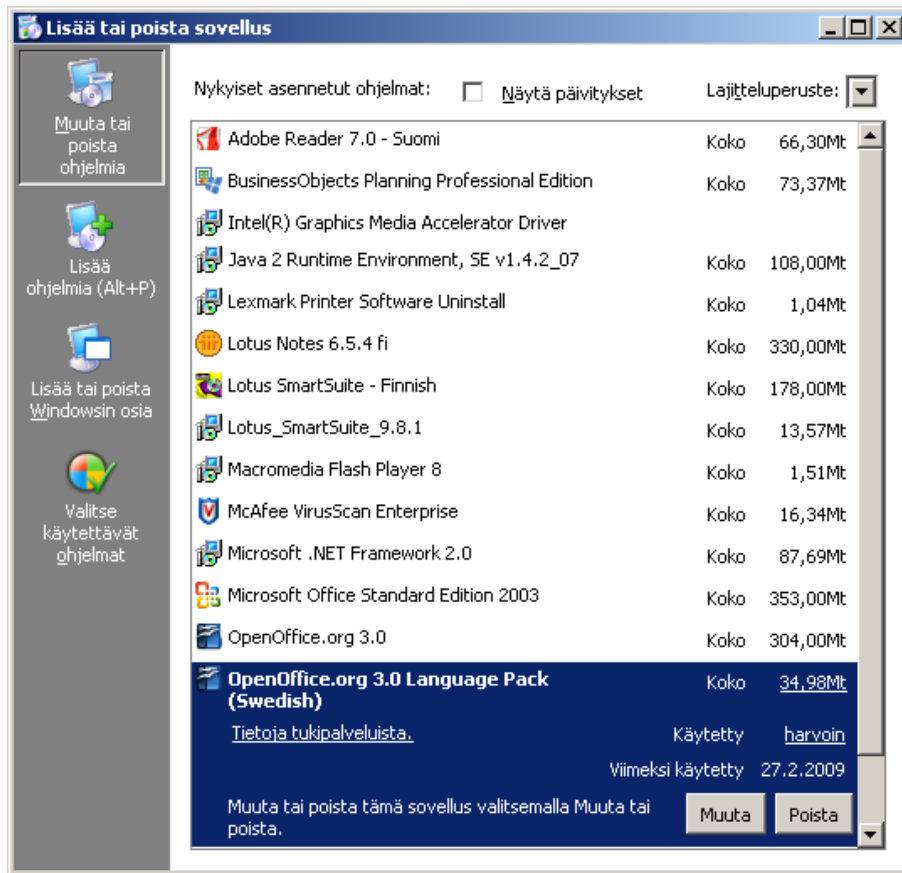 Lisää tai poista sovellus
Muuta tai
poista
ohjelmia
Lisää
ohjelmia (Alt+P)
Lisää tai poista
Windowsin osia
Valitse
käytettävät
ohjelmat
Nykyiset asennetut ohjelmat: Näytä päivitykset Lajitteluperuste:
Adobe Reader 7.0 - Suomi Koko 66,30Mt
BusinessObjects Planning Professional Edition Koko 73,37Mt
Intel(R) Graphics Media Accelerator Driver
Java 2 Runtime Environment, SE v1.4.2_07 Koko 108,00Mt
Lexmark Printer Software Uninstall Koko 1,04Mt
Lotus Notes 6.5.4 fi Koko 330,00Mt
Lotus SmartSuite - Finnish Koko 178,00Mt
Lotus_SmartSuite_9.8.1 Koko 13,57Mt
Macromedia Flash Player 8 Koko 1,51Mt
McAfee VirusScan Enterprise Koko 16,34Mt
Microsoft .NET Framework 2.0 Koko 87,69Mt
Microsoft Office Standard Edition 2003 Koko 353,00Mt
OpenOffice.org 3.0 Koko 304,00Mt
OpenOffice.org 3.0 Language Pack Koko 34,98Mt
(Swedish)
Tietoja tukipalveluista. Käytetty harvoin
Viimeksi käytetty 27.2.2009
Muuta tai poista tämä sovellus valitsemalla Muuta tai
poista.
Muuta Poista